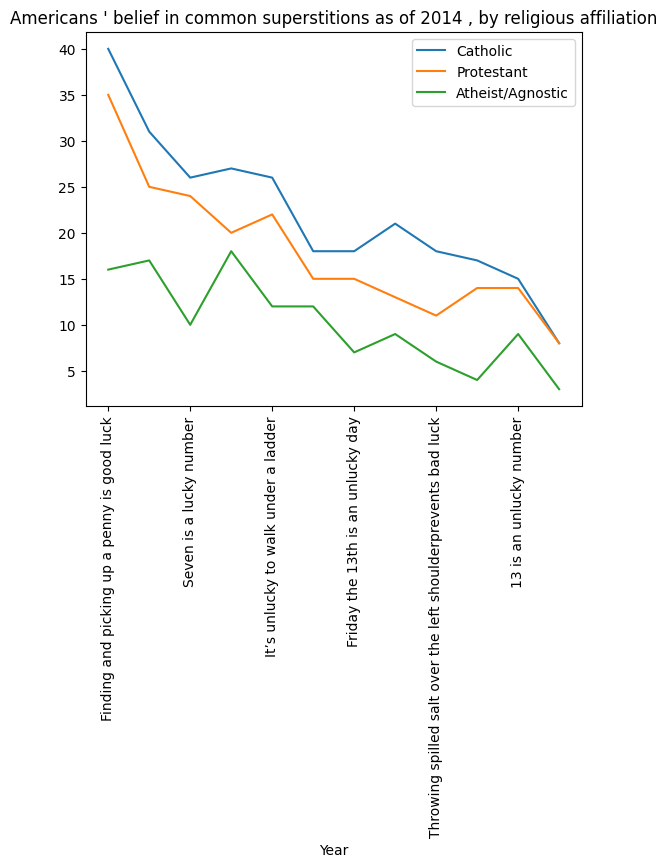 Americans ' belief in common superstitions as of 2014 , by religious affiliation
Catholic
Protestant
Atheist/Agnostic
40
35
30
25
20
15
10
5
Finding and picking up a penny is good luck
Seven is a lucky number
It's unlucky to walk under a ladder
Friday the 13th is an unlucky day
Throwing spilled salt over the left shoulderprevents bad luck
13 is an unlucky number
Year